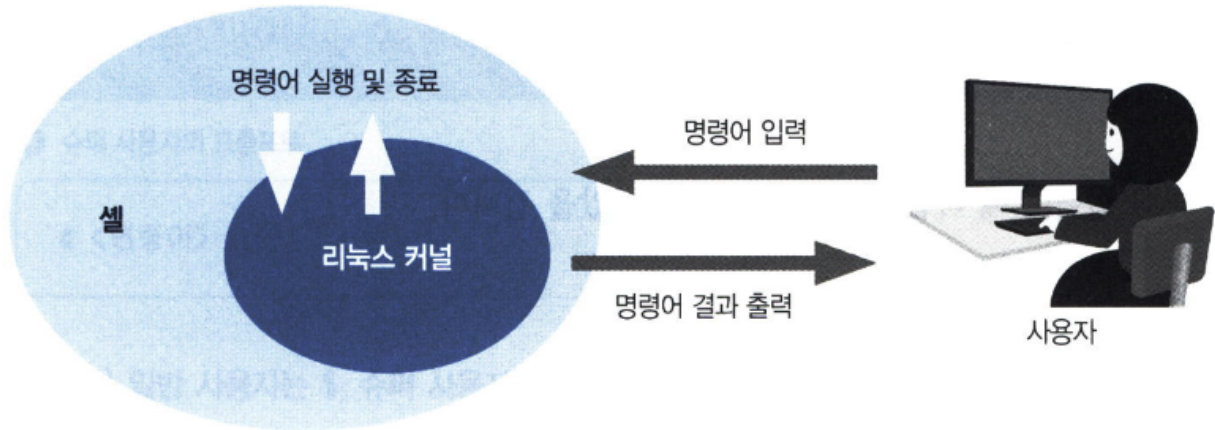 명령어 실행 및 종료
명령어 입력
셸
리눅스 커널
명령어 결과 출력
사용자